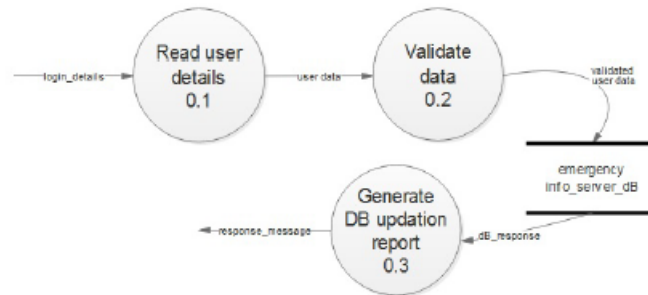 Read user
details
0.1
Validate
data
0.2
login_details
user data
validated
user data
emergency
info_server_dB
Generate
DB updation
report
0.3
response_message
dB_response